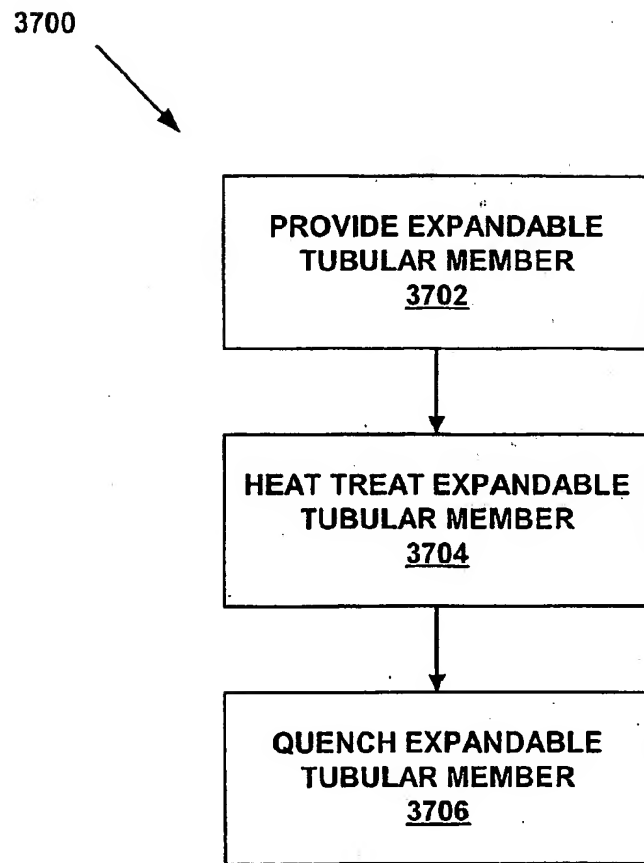 3700
PROVIDE EXPANDABLE
TUBULAR MEMBER
3702
HEAT TREAT EXPANDABLE
TUBULAR MEMBER
3704
QUENCH EXPANDABLE
TUBULAR MEMBER
3706